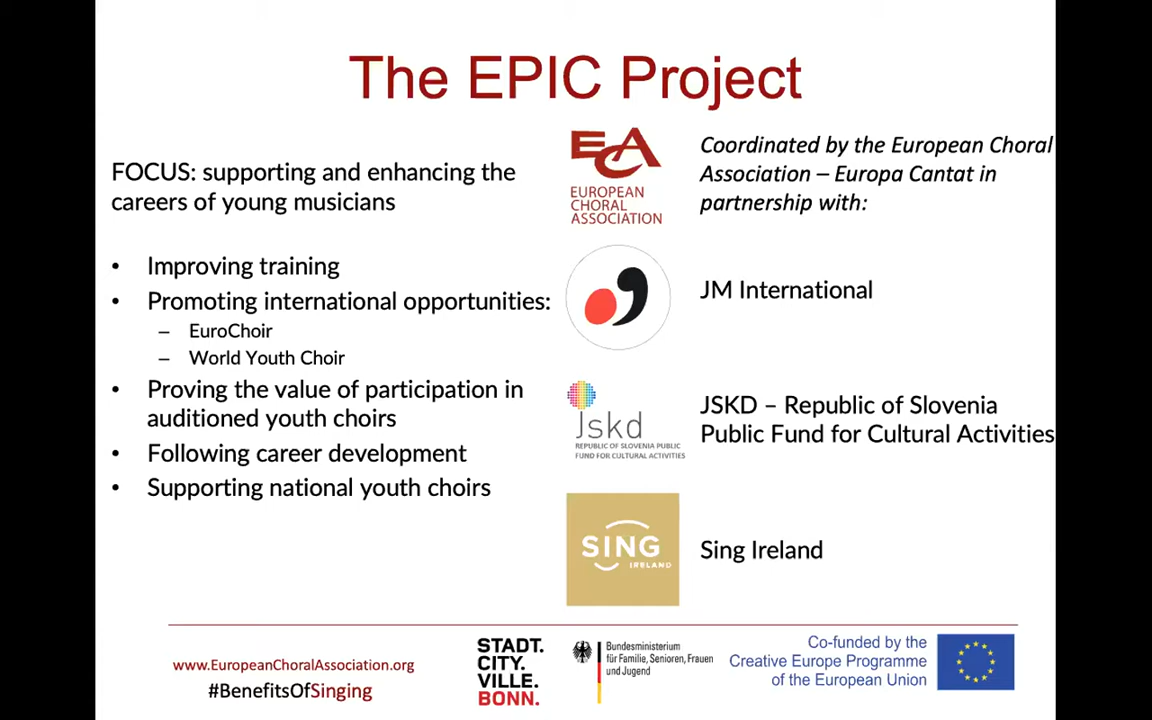 The EPIC Project
FOCUS: supporting and enhancing the
careers of young musicians
• Improving training
• Promoting international opportunities:
– EuroChoir
– World Youth Choir
• Proving the value of participation in
auditioned youth choirs
• Following career development
• Supporting national youth choirs
ECA
EUROPEAN
CHORAL
ASSOCIATION
Coordinated by the European Choral
Association – Europa Cantat in
partnership with:
JM International
Jskd
REPUBLIC OF SLOVENIA PUBLIC
FUND FOR CULTURAL ACTIVITIES
JSKD – Republic of Slovenia
Public Fund for Cultural Activities
SING
IRELAND
Sing Ireland
www.EuropeanChoralAssociation.org
#BenefitsOfSinging
STADT.
CITY.
VILLE.
BONN.
Bundesministerium
für Familie, Senioren, Frauen
und Jugend
Co-funded by the
Creative Europe Programme
of the European Union